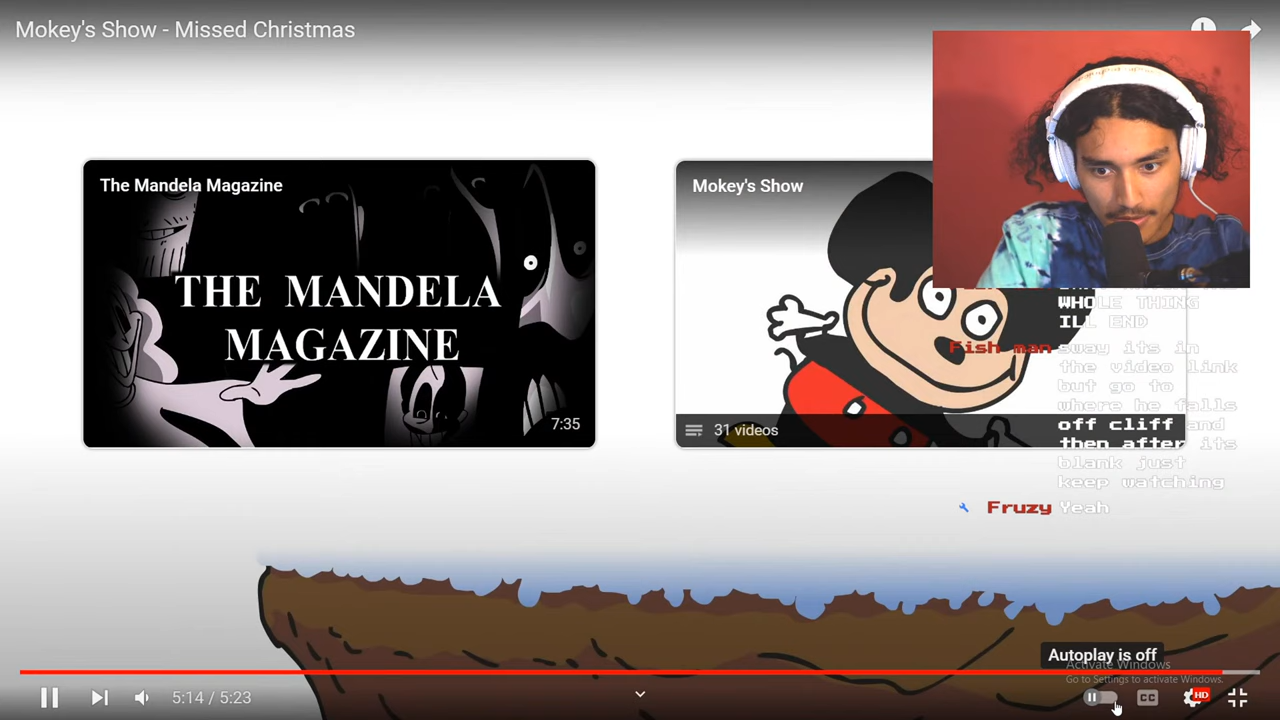 Mokey's Show - Missed Christmas
The Mandela Magazine
THE MANDELA
MAGAZINE
7:35
Mokey's Show
31 videos
WHOLE THING
ILL END
Fish man sway its in
the video link
but go to
where he falls
off cliff and
then after its
blank just
keep watching
Fruzy Yeah
Autoplay is off
Activate Windows
Go to Settings to activate Windows.
5:14 / 5:23
CC
HD